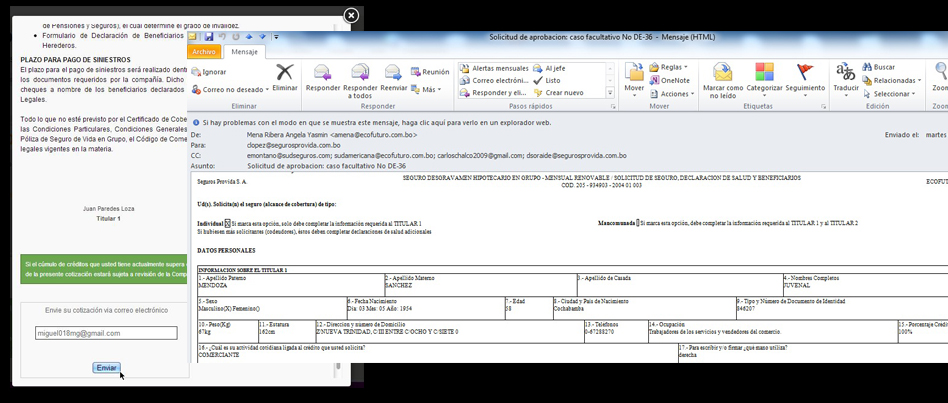 de Pensiones y Seguros), el cual determine el grado de invalidez.
Formulario de Declaración de Beneficiarios
Herederos.
PLAZO PARA PAGO DE SINIESTROS
El plazo para el pago de siniestros será realizado dent
los documentos requeridos por la compañía. Dicho
cheques a nombre de los beneficiarios declarados
Legales.
Todo lo que no esté previsto por el Certificado de Cobe
las Condiciones Particulares, Condiciones Generales
Póliza de Seguro de Vida en Grupo, el Código de Come
legales vigentes en la materia.
Juan Paredes Loza
Titular 1
Si el cúmulo de créditos que usted tiene actualmente supera
de la presente cotización estará sujeta a revisión de la Comp
Envíe su cotización via correo electrónico
miguel018mg@gmail.com
Enviar
Solicitud de aprobacion: caso facultativo No DE-36 - Mensaje (HTML)
Archivo
Mensaje
Ignorar
Correo no deseado
Eliminar
Eliminar
Responder
Responder a todos
Reenviar
Reunión
Más
Responder
Alertas mensuales
Correo electróni...
Responder y eli...
Al jefe
Listo
Crear nuevo
Pasos rápidos
Mover
Reglas
OneNote
Acciones
Mover
Marcar como no leído
Categorizar
Seguimiento
Etiquetas
Traducir
Buscar
Relacionadas
Seleccionar
Edición
Zoom
Zoo
Si hay problemas con el modo en que se muestra este mensaje, haga clic aquí para verlo en un explorador web.
De: Mena Ribera Angela Yasmin <amena@ecofuturo.com.bo>
Enviado el: martes
Para: clopez@segurosprovida.com.bo
CC: emontano@sudseguros.com; sudamericana@ecofuturo.com.bo; carloschalco2009@gmail.com; dsoraide@segurosprovida.com.bo
Asunto: Solicitud de aprobacion: caso facultativo No DE-36
Seguros Provida S. A.
SEGURO DESGRAVAMEN HIPOTECARIO EN GRUPO - MENSUAL RENOVABLE / SOLICITUD DE SEGURO, DECLARACION DE SALUD Y BENEFICIARIOS
COD. 205 - 934903 - 2004 01 003
ECOFU
Ud(s). Solicita(n) el seguro (alcance de cobertura) de tipo:
Individual X Si marca esta opción, solo debe completar la información requerida al TITULAR 1
Mancomunada Si marca esta opción, debe completar la información requerida al TITULAR 1 y al TITULAR 2
Si hubiesen más solicitantes (codeudores), estos deben completar declaraciones de salud adicionales
DATOS PERSONALES
INFORMACION SOBRE EL TITULAR 1
1.- Apellido Paterno
MENDOZA
2.- Apellido Materno
SANCHEZ
3.- Apellido de Casada
4.- Nombres Completos
JUVENAL
5.- Sexo
Masculino(X) Femenino()
6.- Fecha Nacimiento
Día: 03 Mes: 05 Año: 1954
7.- Edad
58
8.- Ciudad y País de Nacimiento
Cochabamba
9.- Tipo y Número de Documento de Identidad
846207
10.- Peso(Kg)
67kg
11.- Estatura
162cm
12.- Dirección y número de Domicilio
Z/NUEVA TRINIDAD, C/ III ENTRE C/OCHO Y C/ SIETE 0
13.- Telefonos
0-67288270
14.- Ocupación
Trabajadores de los servicios y vendedores del comercio
15.- Porcentaje Credi
100%
16.- ¿Cual es su actividad cotidiana ligada al crédito que usted solicita?
COMERCIANTE
17.- Para escribir y/o firmar ¿qué mano utiliza?
derecha